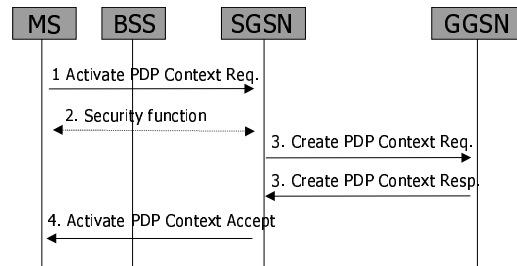 MS BSS SGSN GGSN
1 Activate PDP Context Req.
2. Security function
3. Create PDP Context Req.
3. Create PDP Context Resp.
4. Activate PDP Context Accept